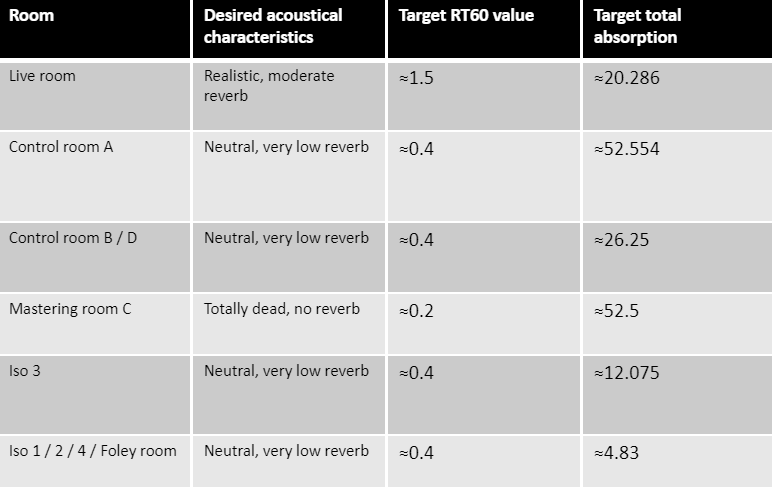 Room
Desired acoustical
characteristics
Target RT60 value
Target total
absorption
Live room
Realistic, moderate
reverb
≈1.5
≈20.286
Control room A
Neutral, very low reverb
≈0.4
≈52.554
Control room B / D
Neutral, very low reverb
≈0.4
≈26.25
Mastering room C
Totally dead, no reverb
≈0.2
≈52.5
Iso 3
Neutral, very low reverb
≈0.4
≈12.075
Iso 1 / 2 / 4 / Foley room
Neutral, very low reverb
≈0.4
≈4.83